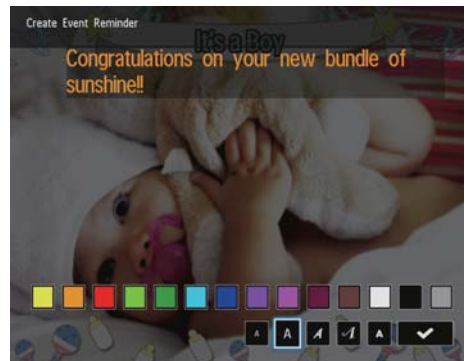 Create Event Reminder
It's a Boy
Congratulations on your new bundle of
sunshine!!
A A A A A